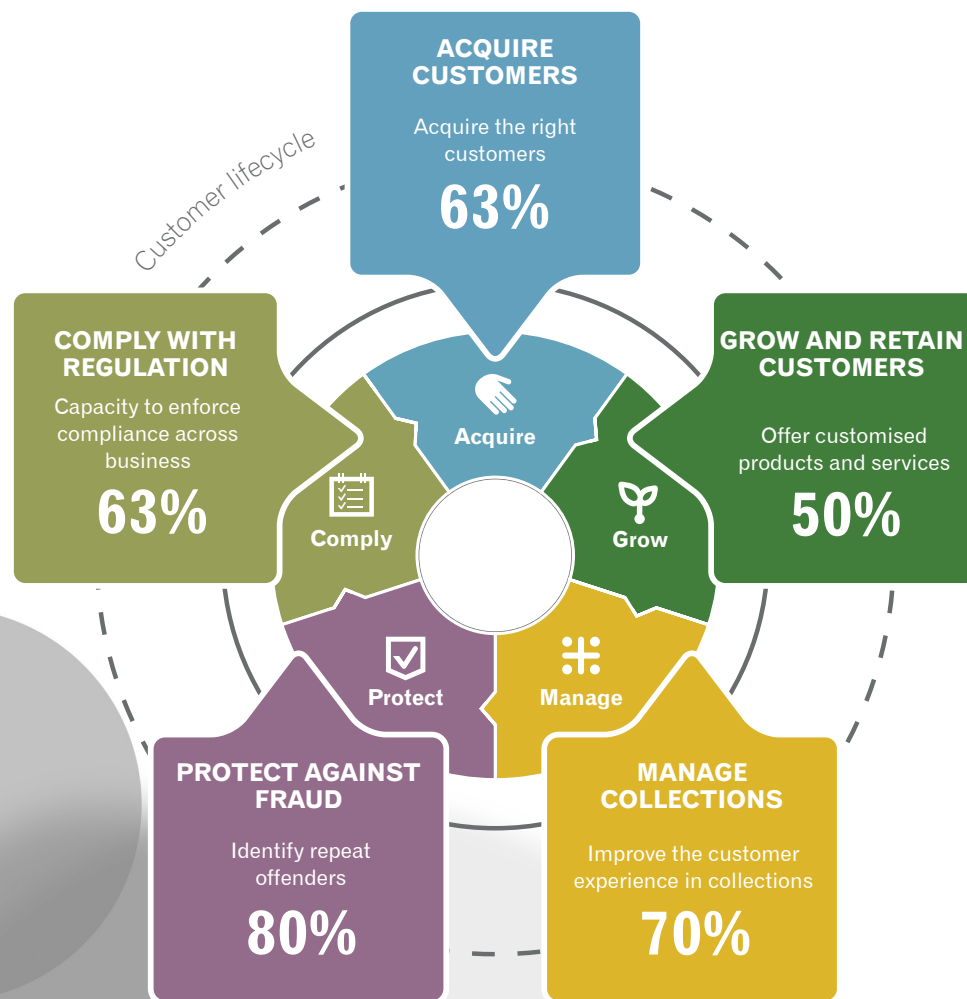 ACQUIRE
CUSTOMERS
Acquire the right
customers
63%
Customer lifecycle
COMPLY WITH
REGULATION
Capacity to enforce
compliance across
business
63%
GROW AND RETAIN
CUSTOMERS
Offer customised
products and services
50%
Acquire
Comply
Grow
Protect
Manage
PROTECT AGAINST
FRAUD
Identify repeat
offenders
80%
MANAGE
COLLECTIONS
Improve the customer
experience in collections
70%